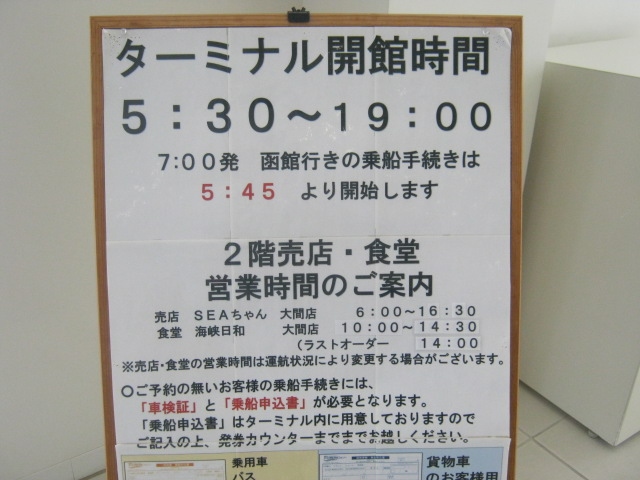 ターミナル開館時間
5:30～19:00
7:00発 函館行きの乗船手続きは
5:45 より開始します
2階売店・食堂
営業時間のご案内
売店 SEAちゃん 大間店 6:00～16:30
食堂 海峡日和 大間店 10:00～14:30
(ラストオーダー 14:00
※売店・食堂の営業時間は運航状況により変更する場合がございます。
○ご予約の無いお客様の乗船手続きには、
「車検証」と「乗船申込書」が必要となります。
「乗船申込書」はターミナル内に用意しておりますので
ご記入の上、発券カウンターまでまでお越しください。
乗用車
バス
貨物車
のお客様用